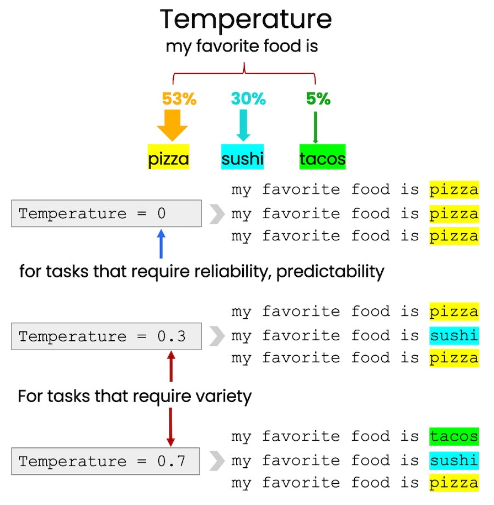 Temperature
my favorite food is
53% 30% 5%
pizza sushi tacos
my favorite food is pizza
Temperature = 0
my favorite food is pizza
my favorite food is pizza
for tasks that require reliability, predictability
my favorite food is pizza
Temperature = 0.3
my favorite food is sushi
my favorite food is pizza
For tasks that require variety
my favorite food is tacos
Temperature = 0.7
my favorite food is sushi
my favorite food is pizza